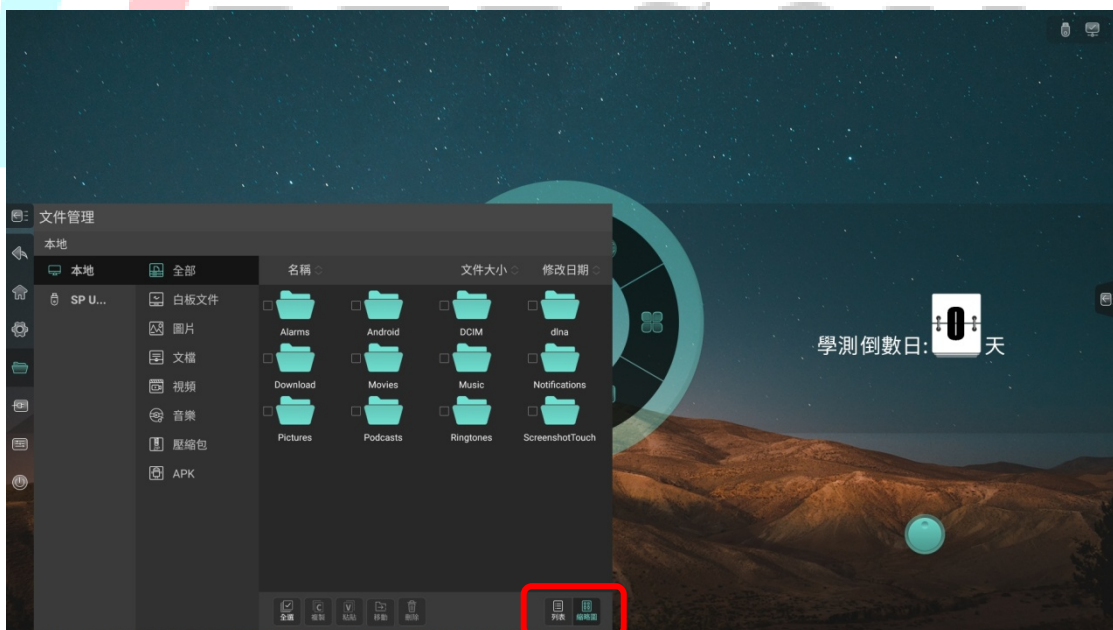 文件管理
本地
本地
SP U...
全部
白板文件
圖片
文檔
視頻
音樂
壓縮包
APK
名稱 文件大小 修改日期
Alarms Android DCIM dlna
Download Movies Music Notifications
Pictures Podcasts Ringtones ScreenshotTouch
全選 複製 粘貼 移動 刪除 列表 縮略圖
學測倒數日: 0 天